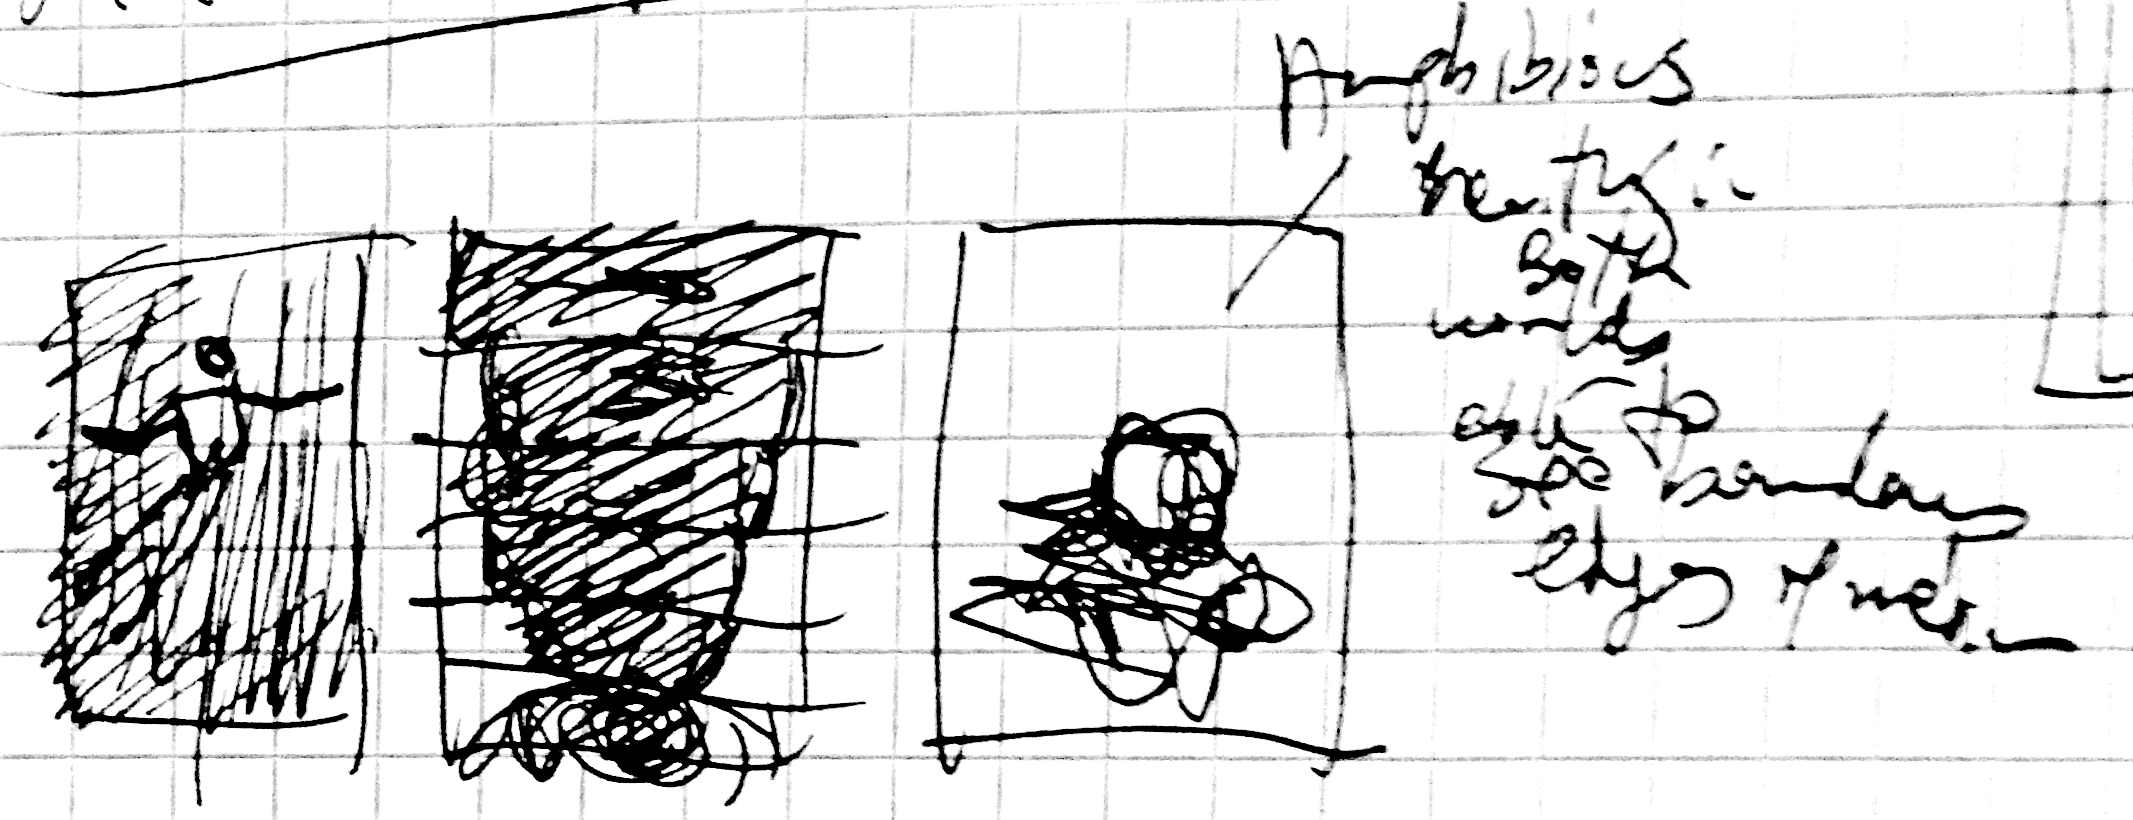 Amphibious
Both
worlds
able to
see boundary
edges of water.